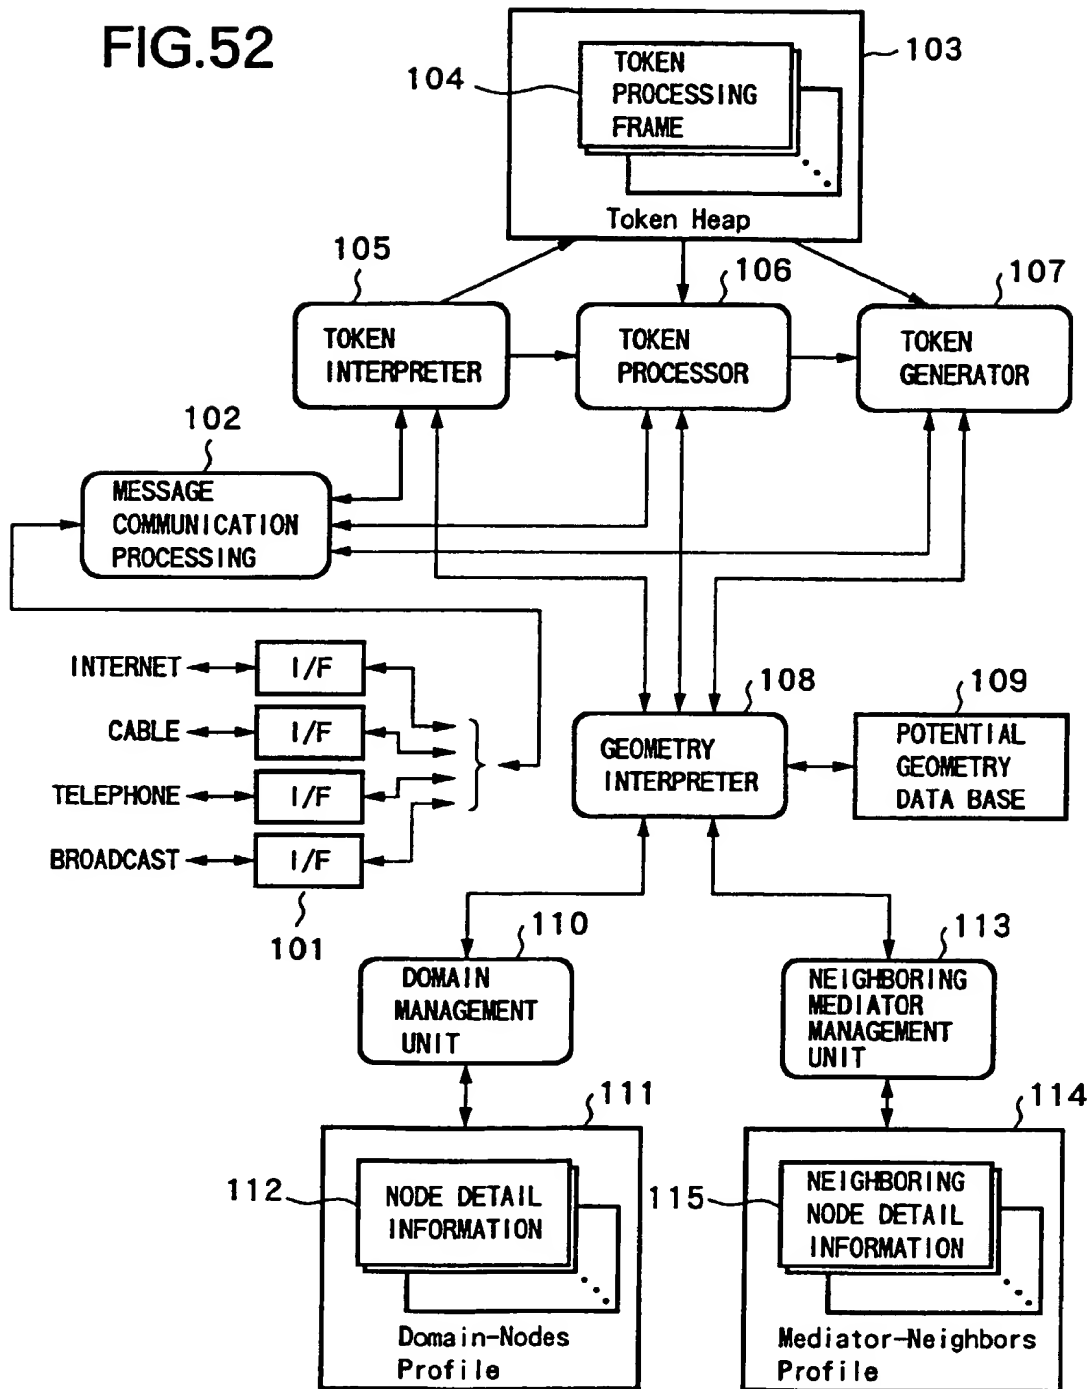 FIG.52
103
104
TOKEN
PROCESSING
FRAME
Token Heap
105
106
107
TOKEN
INTERPRETER
TOKEN
PROCESSOR
TOKEN
GENERATOR
102
MESSAGE
COMMUNICATION
PROCESSING
INTERNET
I/F
CABLE
I/F
TELEPHONE
I/F
BROADCAST
I/F
101
108
109
GEOMETRY
INTERPRETER
POTENTIAL
GEOMETRY
DATA BASE
110
113
DOMAIN
MANAGEMENT
UNIT
NEIGHBORING
MEDIATOR
MANAGEMENT
UNIT
111
114
112
NODE DETAIL
INFORMATION
Domain-Nodes
Profile
115
NEIGHBORING
NODE DETAIL
INFORMATION
Mediator-Neighbors
Profile